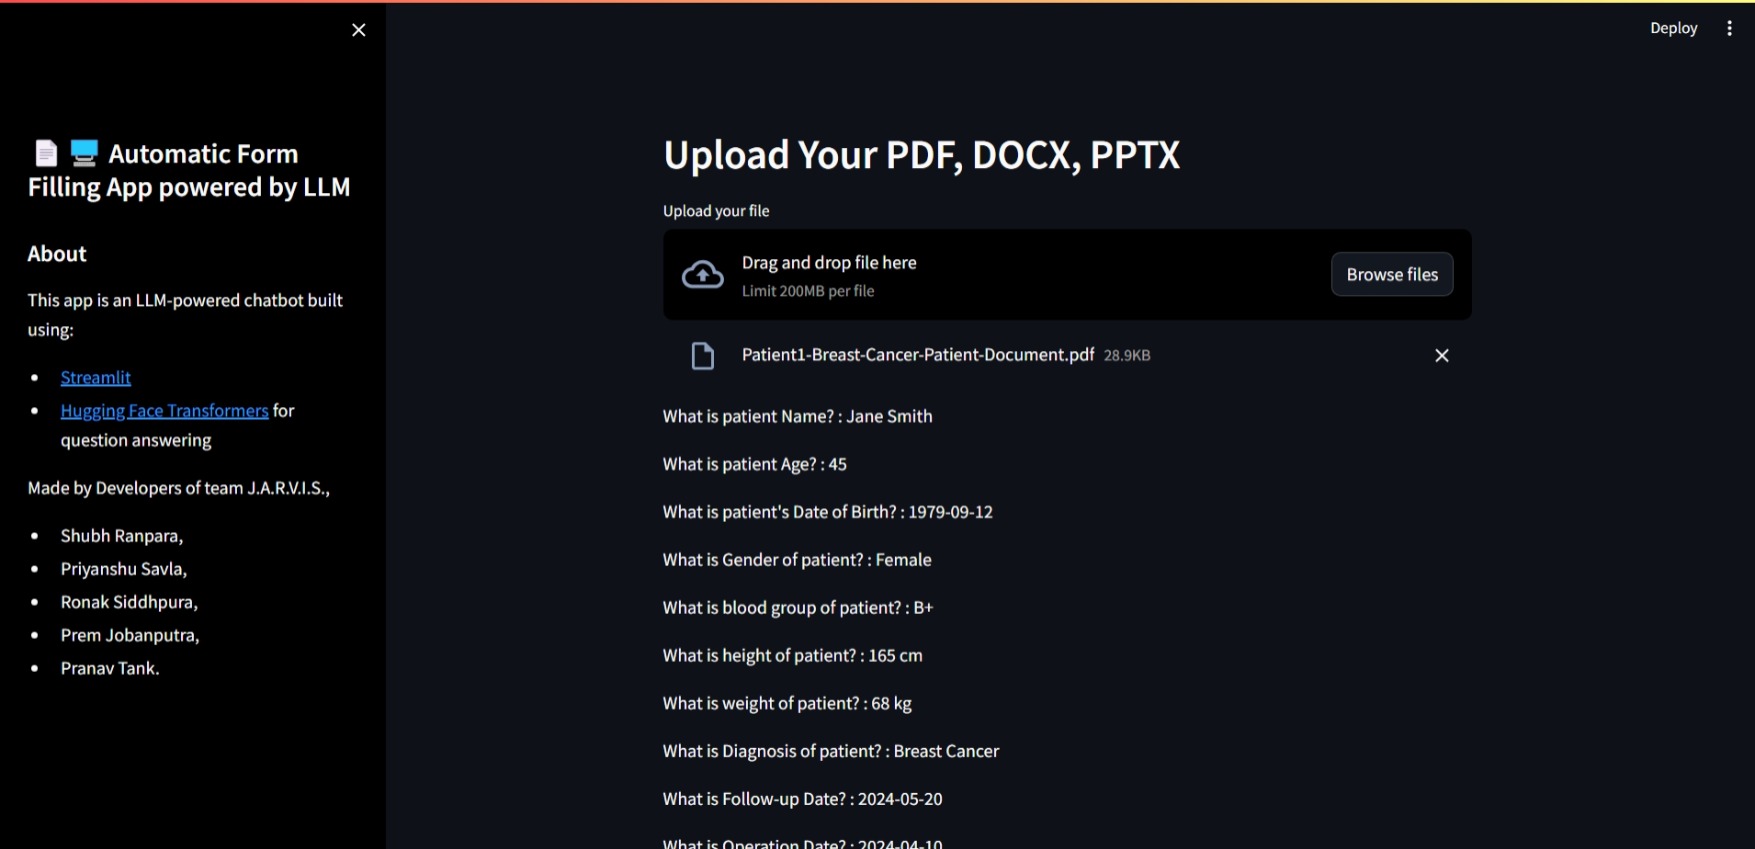 Deploy
Automatic Form
Filling App powered by LLM
About
This app is an LLM-powered chatbot built
using:
Streamlit
Hugging Face Transformers for
question answering
Made by Developers of team J.A.R.V.I.S.,
Shubh Ranpara,
Priyanshu Savla,
Ronak Siddhpura,
Prem Jobanputra,
Pranav Tank.
Upload Your PDF, DOCX, PPTX
Upload your file
Drag and drop file here
Limit 200MB per file
Browse files
Patient1-Breast-Cancer-Patient-Document.pdf 28.9KB
What is patient Name? : Jane Smith
What is patient Age? : 45
What is patient's Date of Birth? : 1979-09-12
What is Gender of patient? : Female
What is blood group of patient? : B+
What is height of patient? : 165 cm
What is weight of patient? : 68 kg
What is Diagnosis of patient? : Breast Cancer
What is Follow-up Date? : 2024-05-20
What is Operation Date? : 2024-04-10